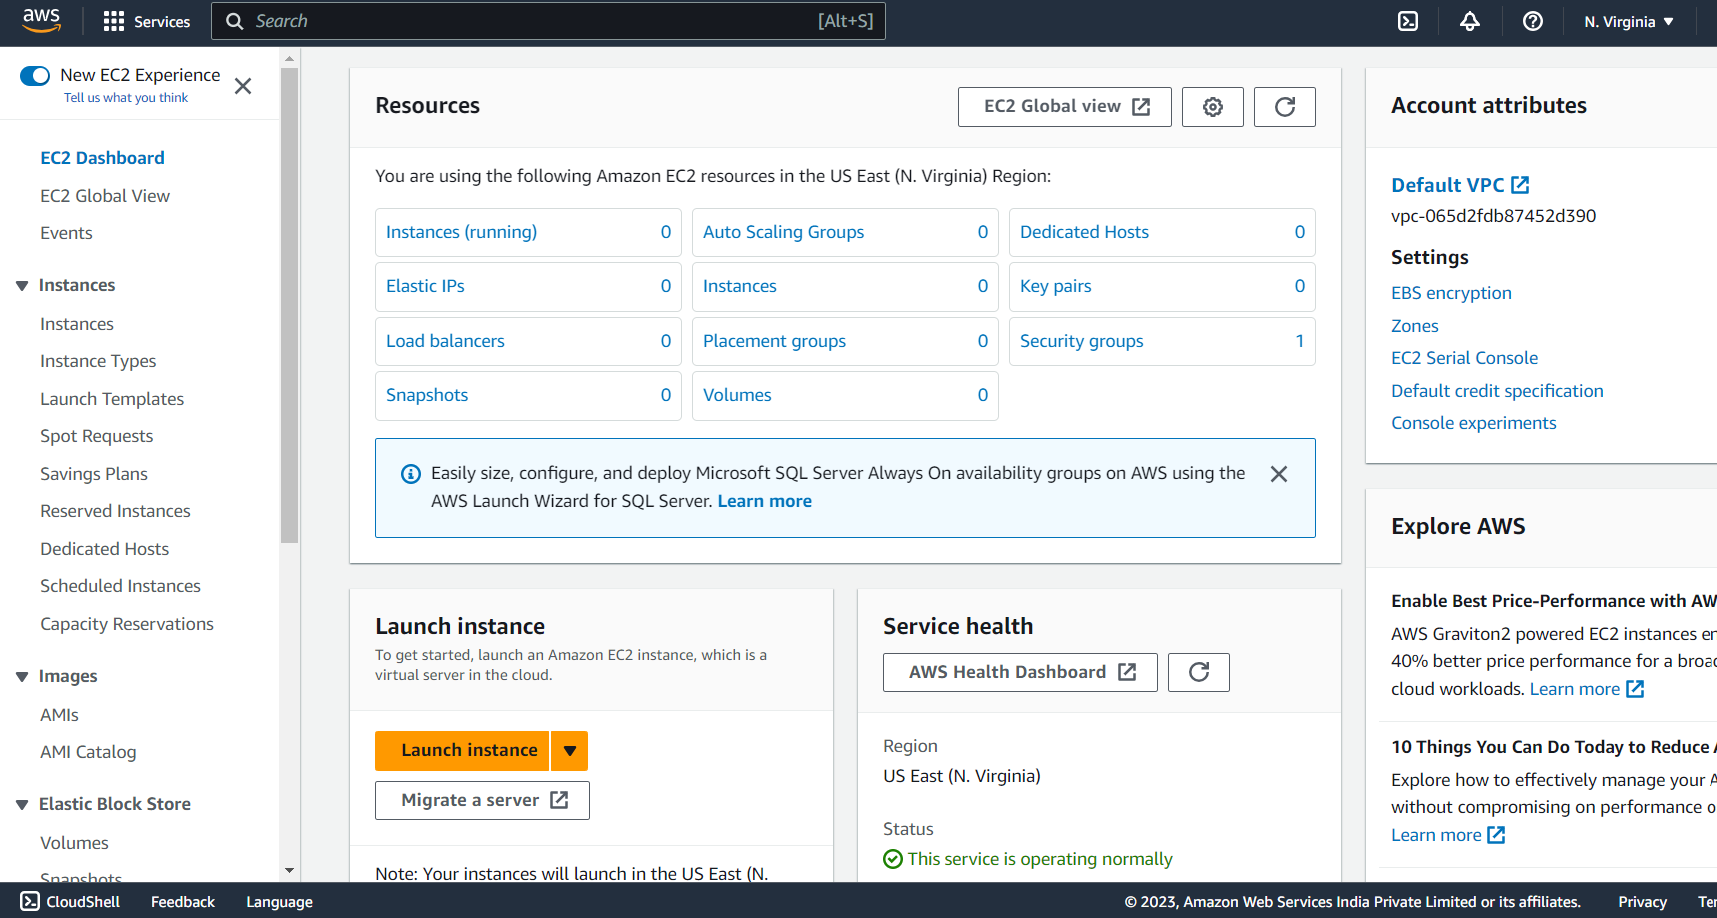 aws
Services
Search
[Alt+S]
N. Virginia
New EC2 Experience
Tell us what you think
EC2 Dashboard
EC2 Global View
Events
Instances
Instances
Instance Types
Launch Templates
Spot Requests
Savings Plans
Reserved Instances
Dedicated Hosts
Scheduled Instances
Capacity Reservations
Images
AMIs
AMI Catalog
Elastic Block Store
Volumes
Snapshots
Resources
EC2 Global view
You are using the following Amazon EC2 resources in the US East (N. Virginia) Region:
Instances (running) 0
Auto Scaling Groups 0
Dedicated Hosts 0
Elastic IPs 0
Instances 0
Key pairs 0
Load balancers 0
Placement groups 0
Security groups 1
Snapshots 0
Volumes 0
Easily size, configure, and deploy Microsoft SQL Server Always On availability groups on AWS using the
AWS Launch Wizard for SQL Server. Learn more
Launch instance
To get started, launch an Amazon EC2 instance, which is a
virtual server in the cloud.
Launch instance
Migrate a server
Note: Your instances will launch in the US East (N.
Service health
AWS Health Dashboard
Region
US East (N. Virginia)
Status
This service is operating normally
Account attributes
Default VPC
vpc-065d2fdb87452d390
Settings
EBS encryption
Zones
EC2 Serial Console
Default credit specification
Console experiments
Explore AWS
Enable Best Price-Performance with AW
AWS Graviton2 powered EC2 instances en
40% better price performance for a broad
cloud workloads. Learn more
10 Things You Can Do Today to Reduce A
Explore how to effectively manage your A
without compromising on performance o
Learn more
CloudShell
Feedback
Language
© 2023, Amazon Web Services India Private Limited or its affiliates.
Privacy
Ter